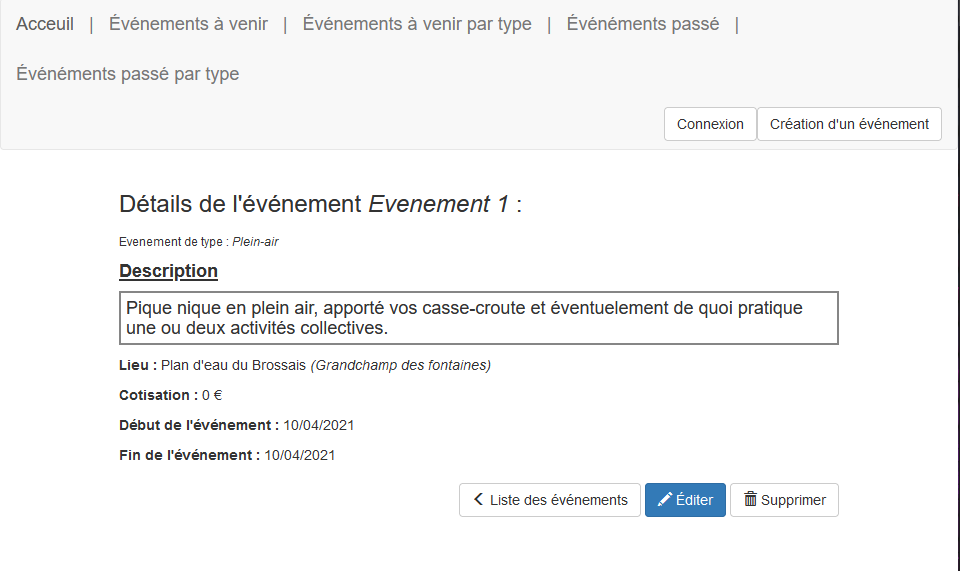 Acceuil | Événements à venir | Événements à venir par type | Événéments passé |
Événéments passé par type
Connexion Création d'un événement
Détails de l'événement Evenement 1 :
Evenement de type : Plein-air
Description
Pique nique en plein air, apporté vos casse-croute et éventuelement de quoi pratique
une ou deux activités collectives.
Lieu : Plan d'eau du Brossais (Grandchamp des fontaines)
Cotisation : 0 €
Début de l'événement : 10/04/2021
Fin de l'événement : 10/04/2021
Liste des événements Éditer Supprimer